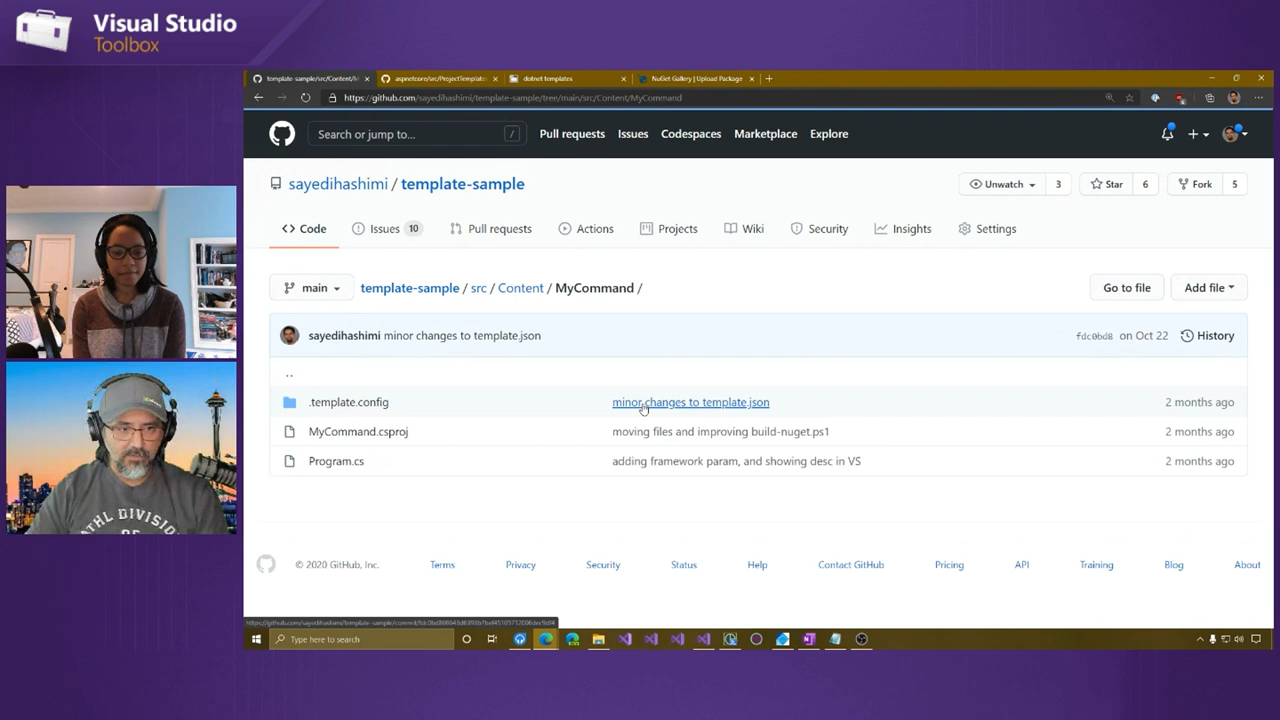 Visual Studio
Toolbox
template-sample/src/Content/M
aspnetcore/src/ProjectTemplate
dotnet templates
NuGet Gallery | Upload Package
https://github.com/sayedihashimi/template-sample/tree/main/src/Content/MyCommand
Search or jump to... /
Pull requests Issues Codespaces Marketplace Explore
sayedihashimi / template-sample
Unwatch 3 Star 6 Fork 5
Code Issues 10 Pull requests Actions Projects Wiki Security Insights Settings
main template-sample / src / Content / MyCommand / Go to file Add file
sayedihashimi minor changes to template.json fdc0bd8 on Oct 22 History
..
.template.config minor changes to template.json 2 months ago
MyCommand.csproj moving files and improving build-nuget.ps1 2 months ago
Program.cs adding framework param, and showing desc in VS 2 months ago
ATHL DIVISION
© 2020 GitHub, Inc. Terms Privacy Security Status Help Contact GitHub Pricing API Training Blog About
Type here to search